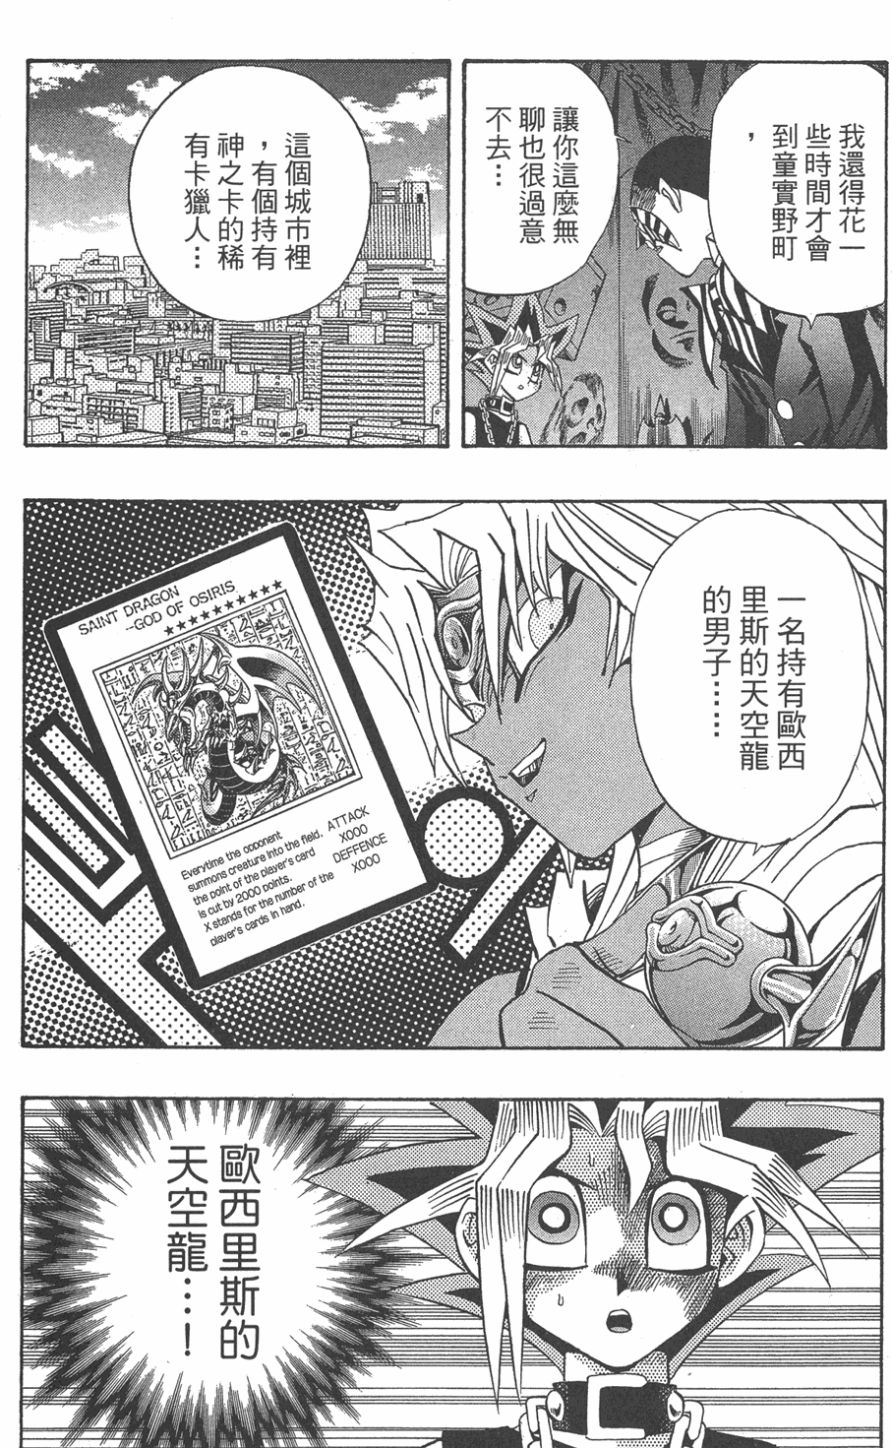 我還得花一
些時間才會
到童實野町
，
讓你這麼無
聊也很過意
不去…
這個城市裡
，有個持有
神之卡的稀
有卡獵人…
一名持有歐西
里斯的天空龍
的男子……
SAINT DRAGON
--GOD OF OSIRIS
Everytime the opponent
summons creature into the field,
the point of the player's card
is cut by 2000 points.
X stands for the number of the
player's cards in hand.
ATTACK
X000
DEFFENCE
X000
歐西里斯的
天空龍…！